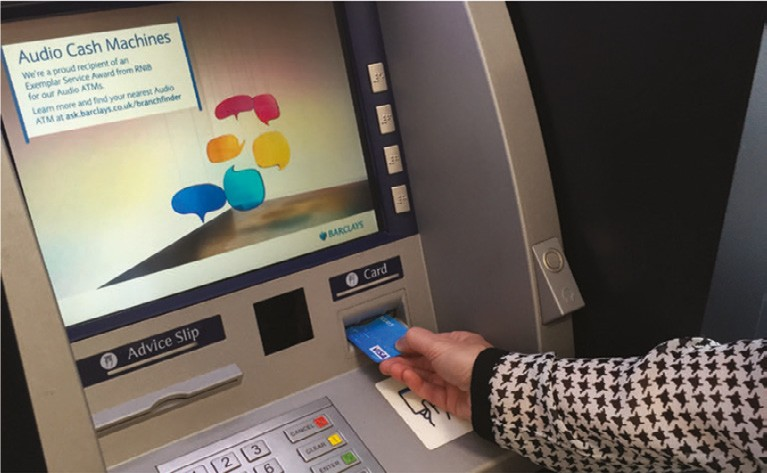 Audio Cash Machines
We're a proud recipient of an
Exemplar Service Award from RNIB
for our Audio ATMs.
Learn more and find your nearest Audio
ATM at ask.barclays.co.uk/branchfinder
BARCLAYS
Card
VISA
Advice Slip
CANCEL
CLEAR
ENTER
1 2 3
6